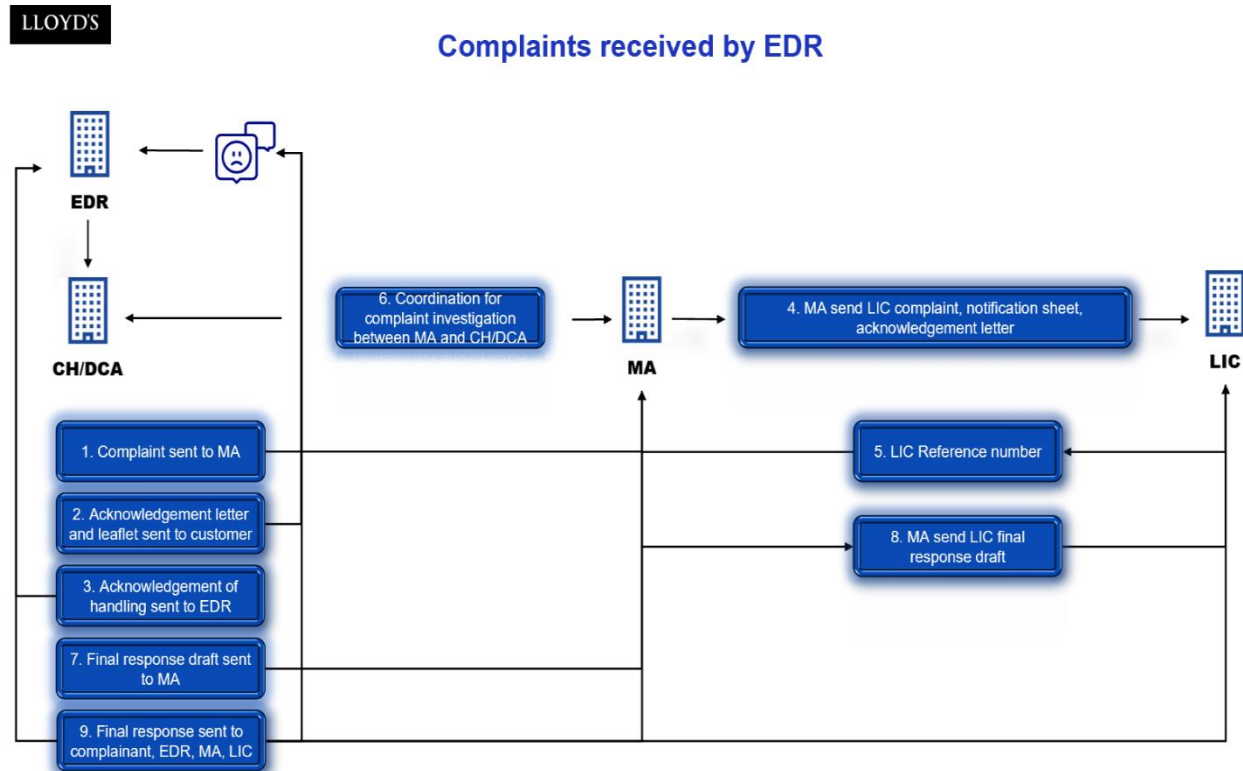 LLOYD'S
Complaints received by EDR
EDR
CH/DCA
6. Coordination for
complaint investigation
between MA and CH/DCA
MA
4. MA send LIC complaint, notification sheet,
acknowledgement letter
LIC
1. Complaint sent to MA
5. LIC Reference number
2. Acknowledgement letter
and leaflet sent to customer
8. MA send LIC final
response draft
3. Acknowledgement of
handling sent to EDR
7. Final response draft sent
to MA
9. Final response sent to
complainant, EDR, MA, LIC